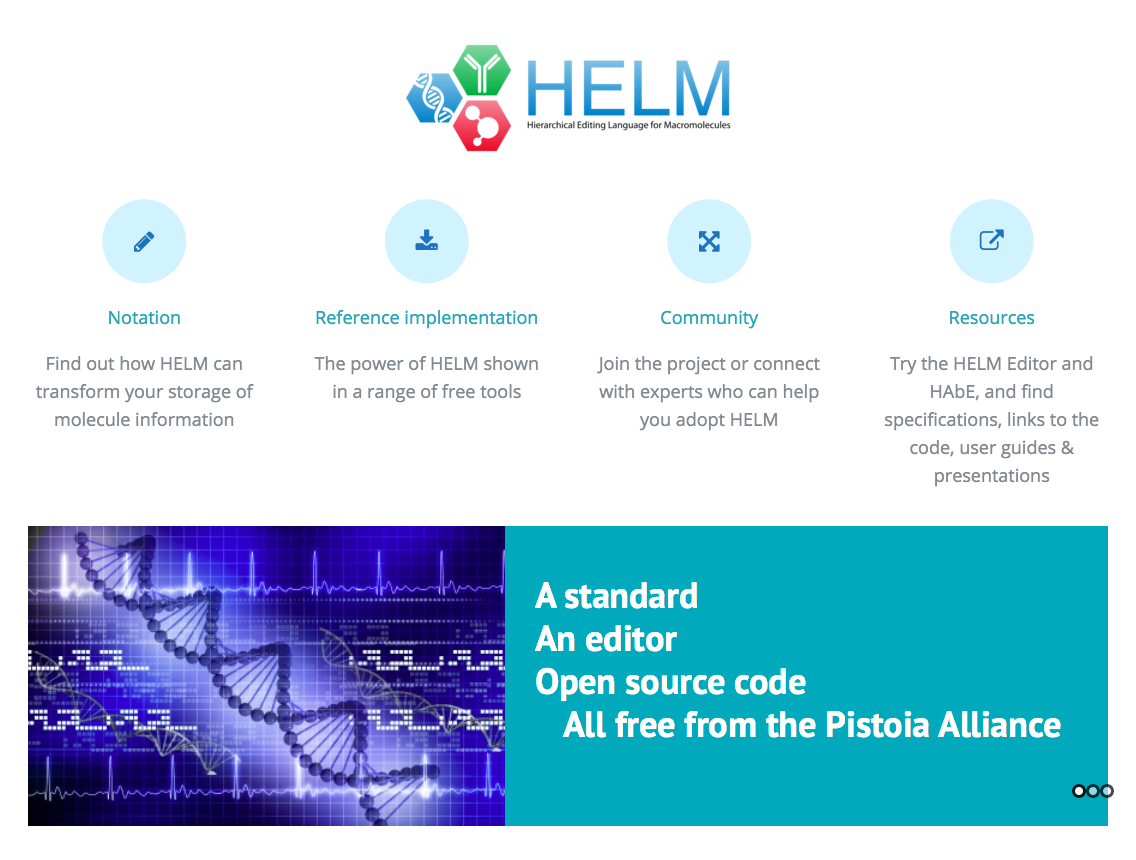 HELM
Hierarchical Editing Language for Macromolecules
Notation
Find out how HELM can
transform your storage of
molecule information
Reference implementation
The power of HELM shown
in a range of free tools
Community
Join the project or connect
with experts who can help
you adopt HELM
Resources
Try the HELM Editor and
HAbE, and find
specifications, links to the
code, user guides &
presentations
A standard
An editor
Open source code
All free from the Pistoia Alliance